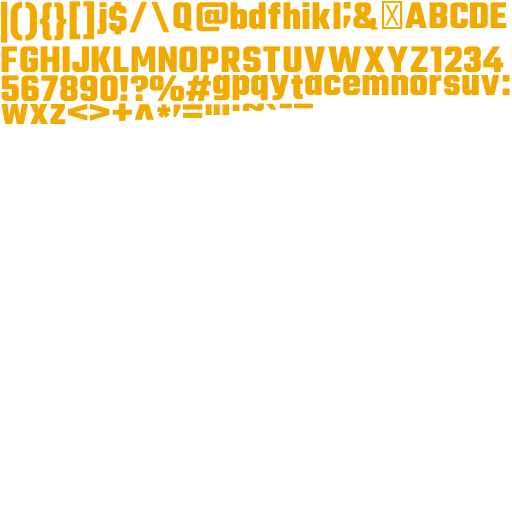 |(){}[]j$/\Q@bdfhikl;&ABCDE
FGHIJKLMNOPRSTUVWXYZ1234
567890!?%#gpqytacemnorsuv:
wxz<>+^*'="'.~`-_